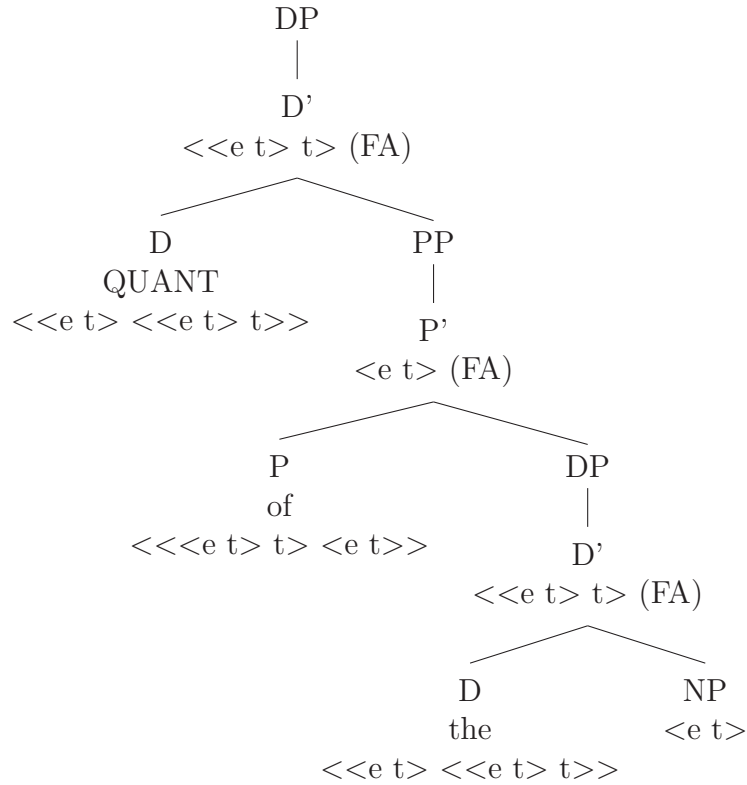 DP
D'
<<e t> t> (FA)
D PP
QUANT
<<e t> <<e t> t>>
P'
<e t> (FA)
P DP
of
<<<e t> t> <e t>>
D'
<<e t> t> (FA)
D NP
the <e t>
<<e t> <<e t> t>>